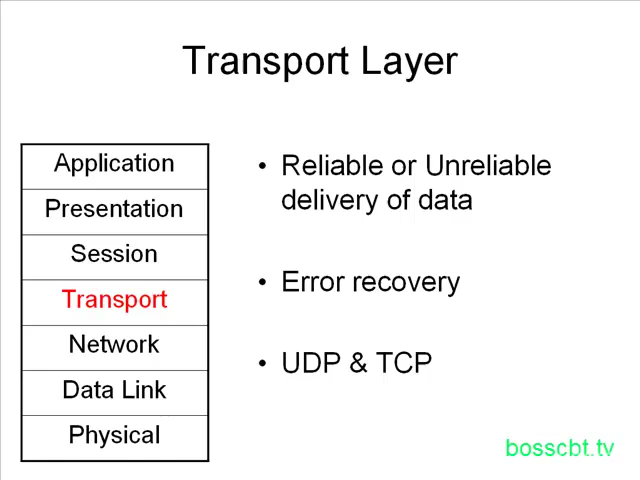 Transport Layer
Application
Presentation
Session
Transport
Network
Data Link
Physical
• Reliable or Unreliable
delivery of data
• Error recovery
• UDP & TCP
bosscbt.tv